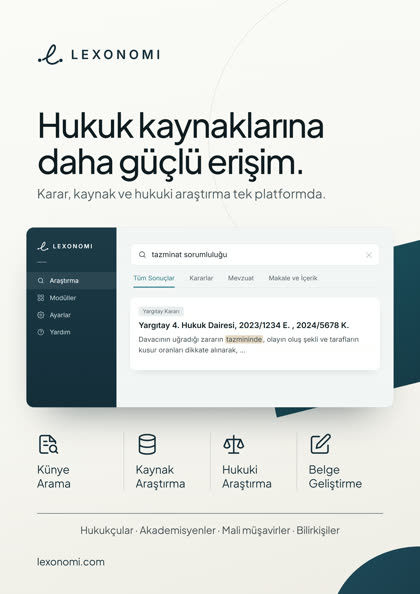 LEXONOMI
Hukuk kaynaklarına
daha güçlü erişim.
Karar, kaynak ve hukuki araştırma tek platformda.
LEXONOMI
Araştırma
Modüller
Ayarlar
Yardım
tazminat sorumluluğu
Tüm Sonuçlar Kararlar Mevzuat Makale ve İçerik
Yargıtay Kararı
Yargıtay 4. Hukuk Dairesi, 2023/1234 E. , 2024/5678 K.
Davacının uğradığı zararın tazmininde, olayın oluş şekli ve tarafların
kusur oranları dikkate alınarak, ...
Künye
Arama
Kaynak
Araştırma
Hukuki
Araştırma
Belge
Geliştirme
Hukukçular · Akademisyenler · Mali müşavirler · Bilirkişiler
lexonomi.com